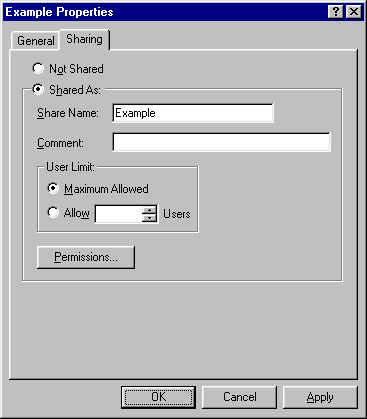 Example Properties
General Sharing
Not Shared
Shared As:
Share Name: Example
Comment:
User Limit:
Maximum Allowed
Allow Users
Permissions...
OK Cancel Apply